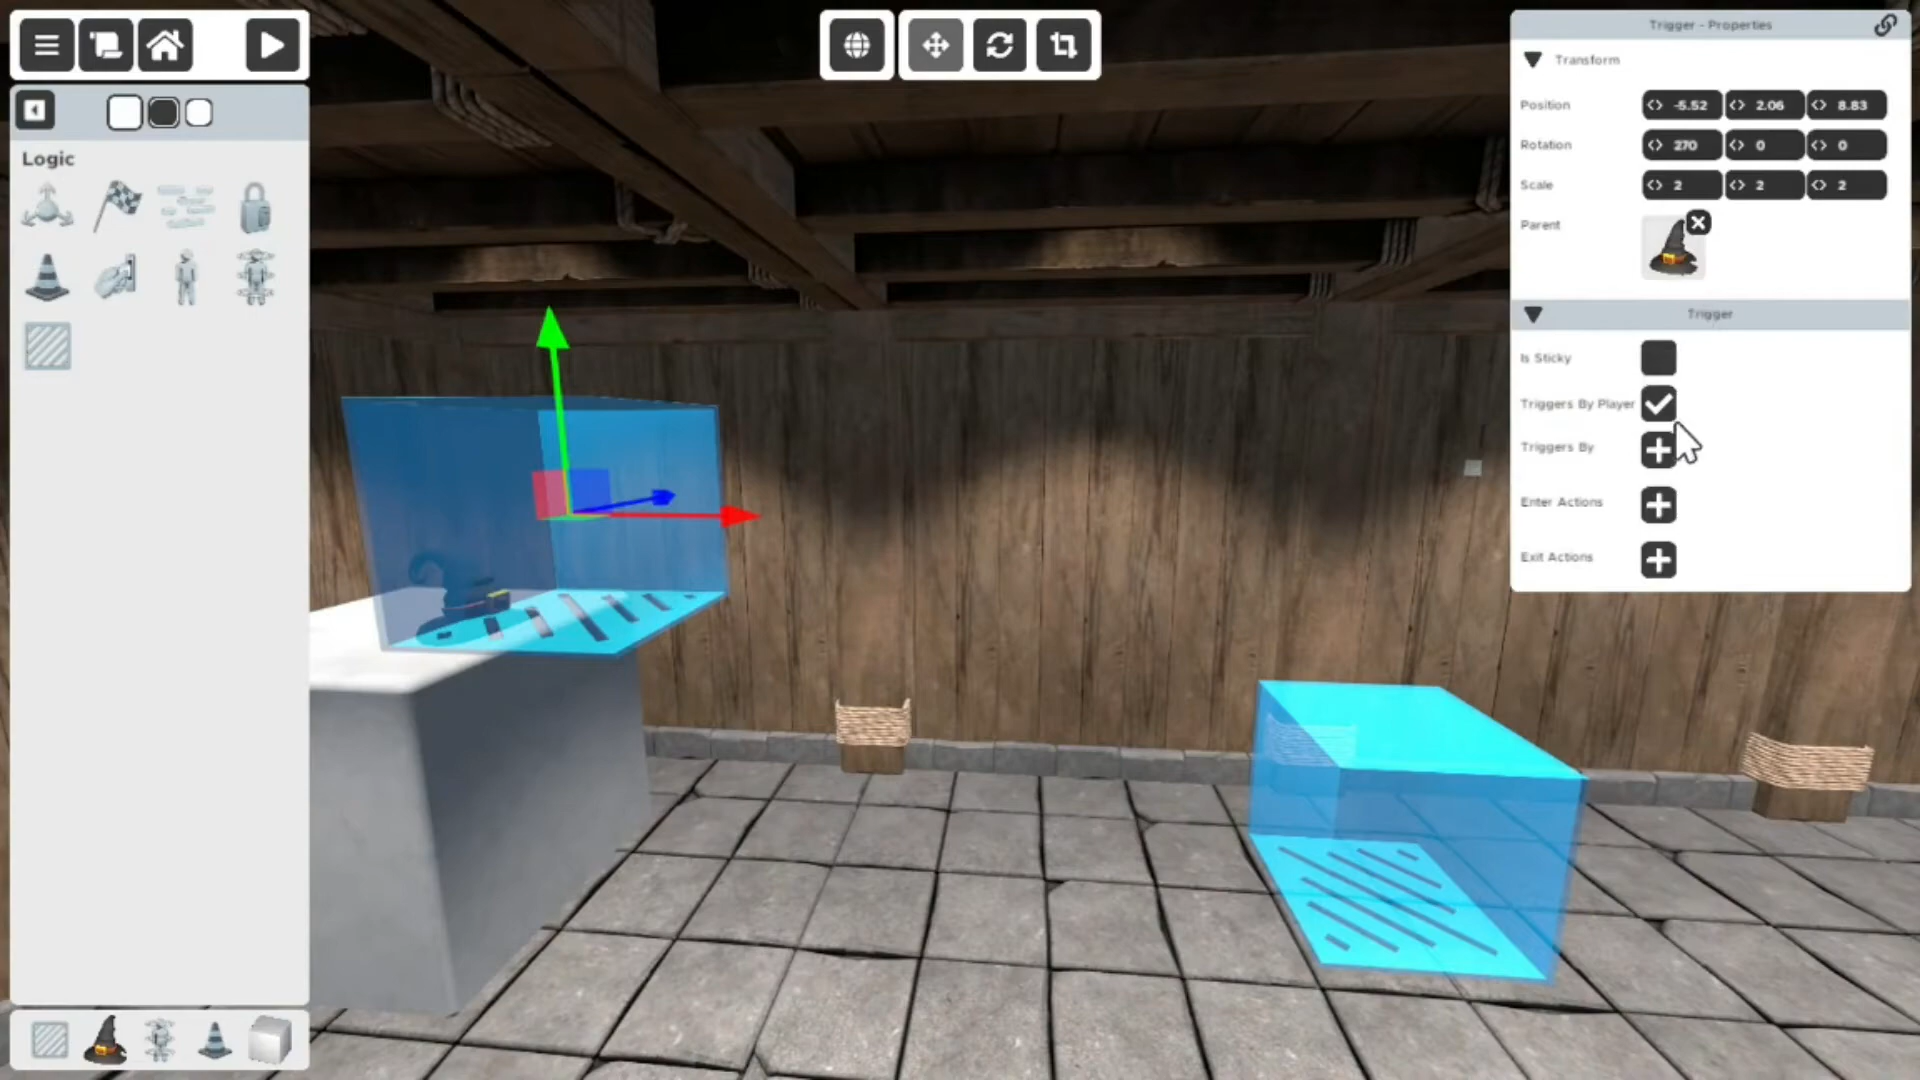 Trigger - Properties
Transform
Position -5.52 2.06 8.83
Rotation 270 0 0
Scale 2 2 2
Parent
Trigger
Is Sticky
Triggers By Player
Triggers By
Enter Actions
Exit Actions
Logic